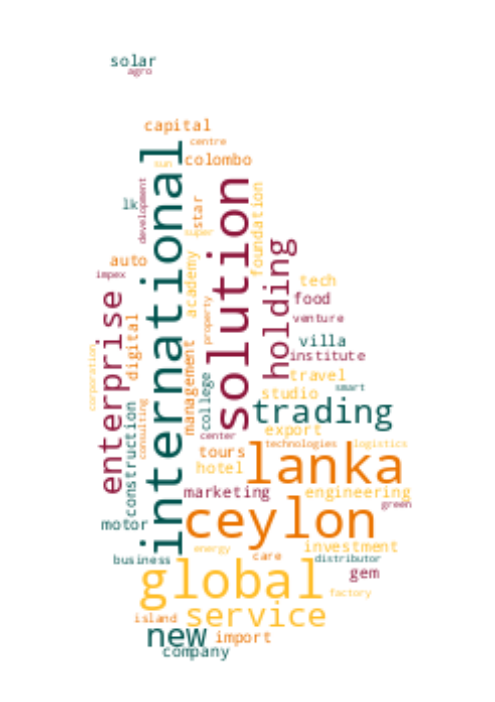 solar
agro
capital
centre
international
sun
colombo
solution
development
foundation
lk
star
super
holding
auto
academy
impex
tech
enterprise
food
property
venture
digital
villa
management
institute
corporation
travel
college
smart
studio
construction
consulting
trading
export
center
technologies
logistics
tours
lanka
hotel
marketing
engineering
green
ceylon
motor
investment
energy
business
care
distributor
global
gem
factory
service
island
new
import
company